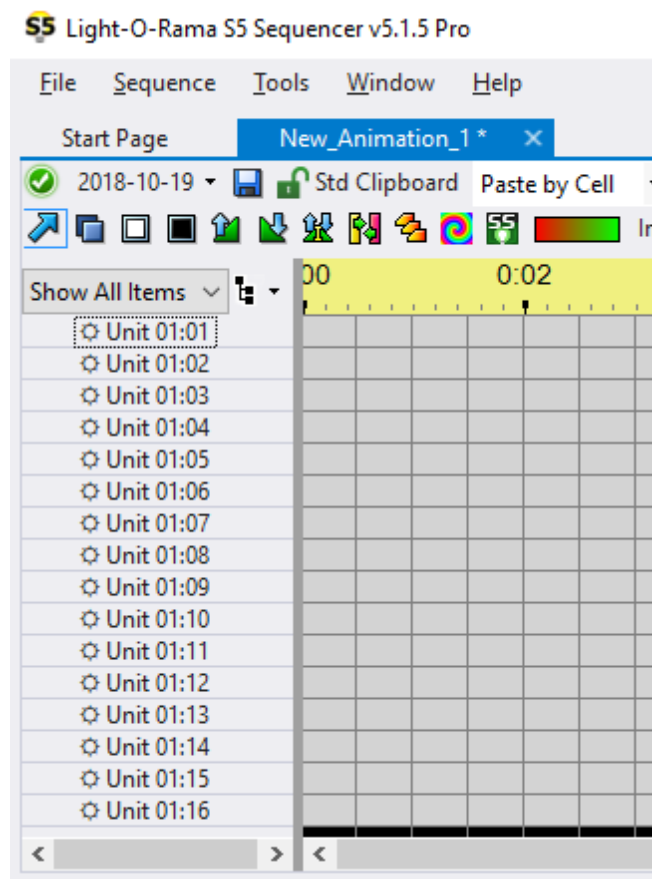 S5 Light-O-Rama S5 Sequencer v5.1.5 Pro
File Sequence Tools Window Help
Start Page New_Animation_1 * ×
2018-10-19 Std Clipboard Paste by Cell
S5
Show All Items 00 0:02
Unit 01:01
Unit 01:02
Unit 01:03
Unit 01:04
Unit 01:05
Unit 01:06
Unit 01:07
Unit 01:08
Unit 01:09
Unit 01:10
Unit 01:11
Unit 01:12
Unit 01:13
Unit 01:14
Unit 01:15
Unit 01:16